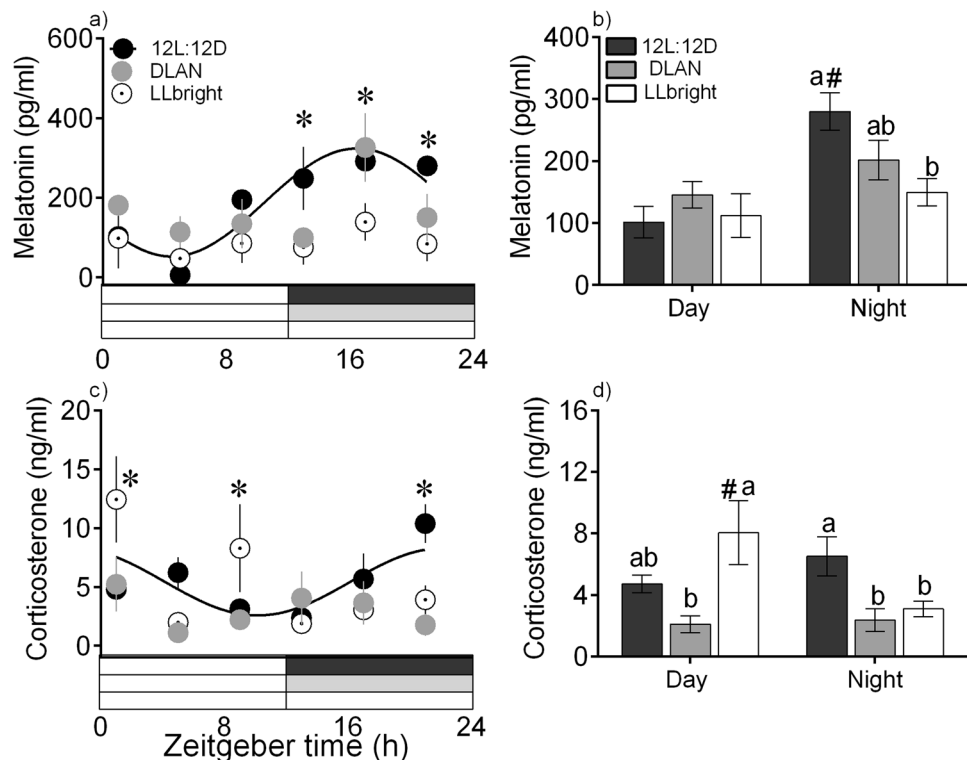 a)
Melatonin (pg/ml)
600
400
200
0
12L:12D
DLAN
LLbright
*
*
*
0 8 16 24
b)
Melatonin (pg/ml)
400
300
200
100
0
12L:12D
DLAN
LLbright
a#
ab
b
Day Night
c)
Corticosterone (ng/ml)
20
15
10
5
0
*
*
*
0 8 16 24
Zeitgeber time (h)
d)
Corticosterone (ng/ml)
16
12
8
4
0
ab
b
#a
a
b
b
Day Night